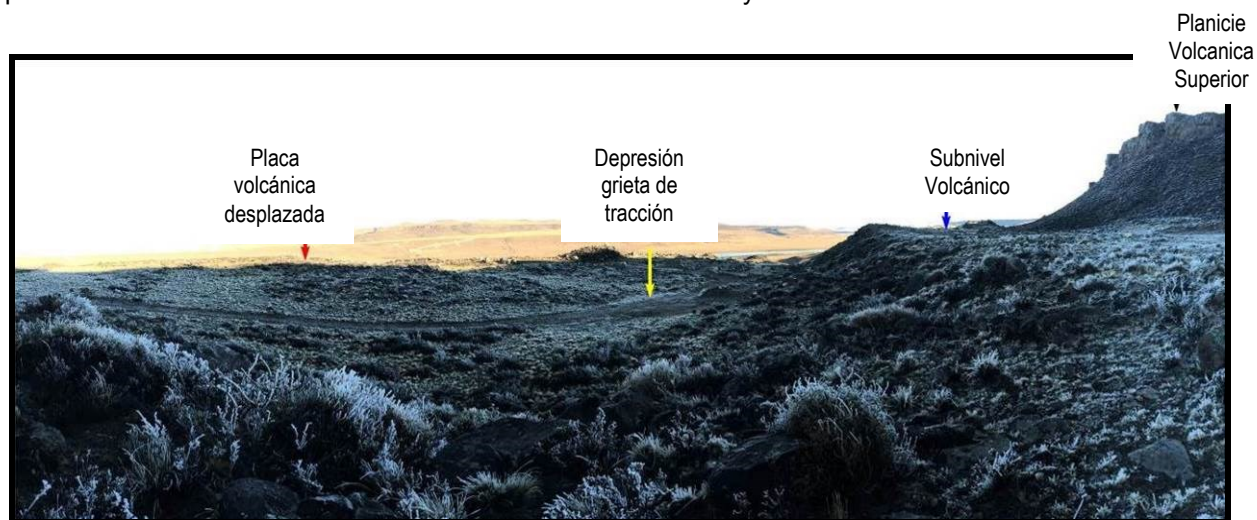 Planicie
Volcanica
Superior
Placa
volcánica
desplazada
Depresión
grieta de
tracción
Subnivel
Volcánico